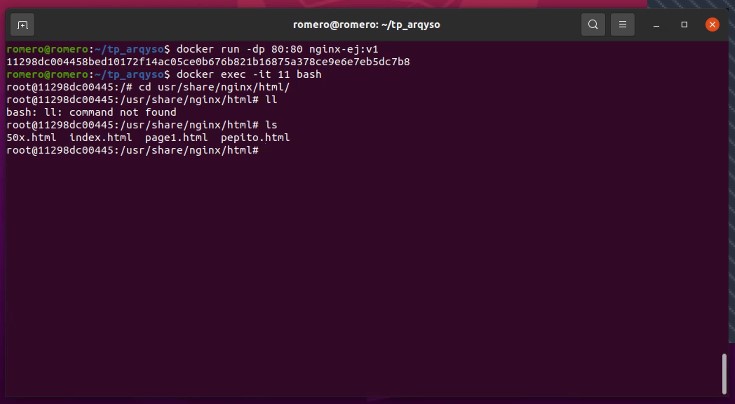 romero@romero: ~/tp_arqyso
romero@romero:~/tp_arqyso$ docker run -dp 80:80 nginx-ej:v1
11298dc004458bed10172f14ac05ce0b676b821b16875a378ce9e6e7eb5dc7b8
romero@romero:~/tp_arqyso$ docker exec -it 11 bash
root@11298dc00445:/# cd usr/share/nginx/html/
root@11298dc00445:/usr/share/nginx/html# ll
bash: ll: command not found
root@11298dc00445:/usr/share/nginx/html# ls
50x.html  index.html  page1.html  pepito.html
root@11298dc00445:/usr/share/nginx/html#